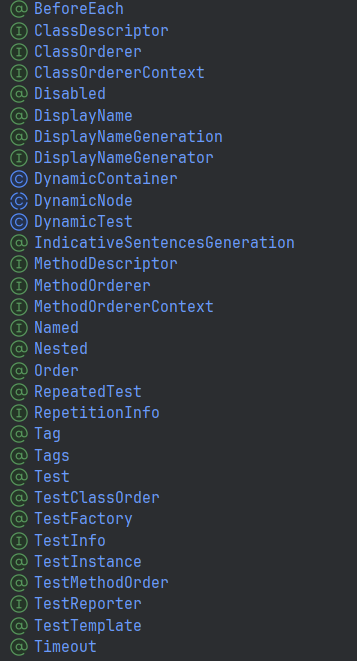 @ BeforeEach
I ClassDescriptor
I ClassOrderer
I ClassOrdererContext
@ Disabled
@ DisplayName
@ DisplayNameGeneration
I DisplayNameGenerator
C DynamicContainer
C DynamicNode
C DynamicTest
@ IndicativeSentencesGeneration
I MethodDescriptor
I MethodOrderer
I MethodOrdererContext
I Named
@ Nested
@ Order
@ RepeatedTest
I RepetitionInfo
@ Tag
@ Tags
@ Test
@ TestClassOrder
@ TestFactory
I TestInfo
@ TestInstance
@ TestMethodOrder
I TestReporter
@ TestTemplate
@ Timeout